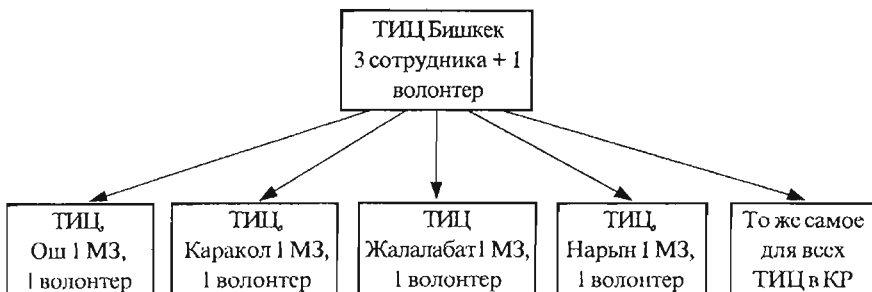 ТИЦ Бишкек
3 сотрудника + 1
волонтер
ТИЦ,
Ош 1 МЗ,
1 волонтер
ТИЦ,
Каракол 1 МЗ,
1 волонтер
ТИЦ
Жалалабат 1 МЗ,
1 волонтер
ТИЦ,
Нарын 1 МЗ,
1 волонтер
То же самое
для всех
ТИЦ в КР